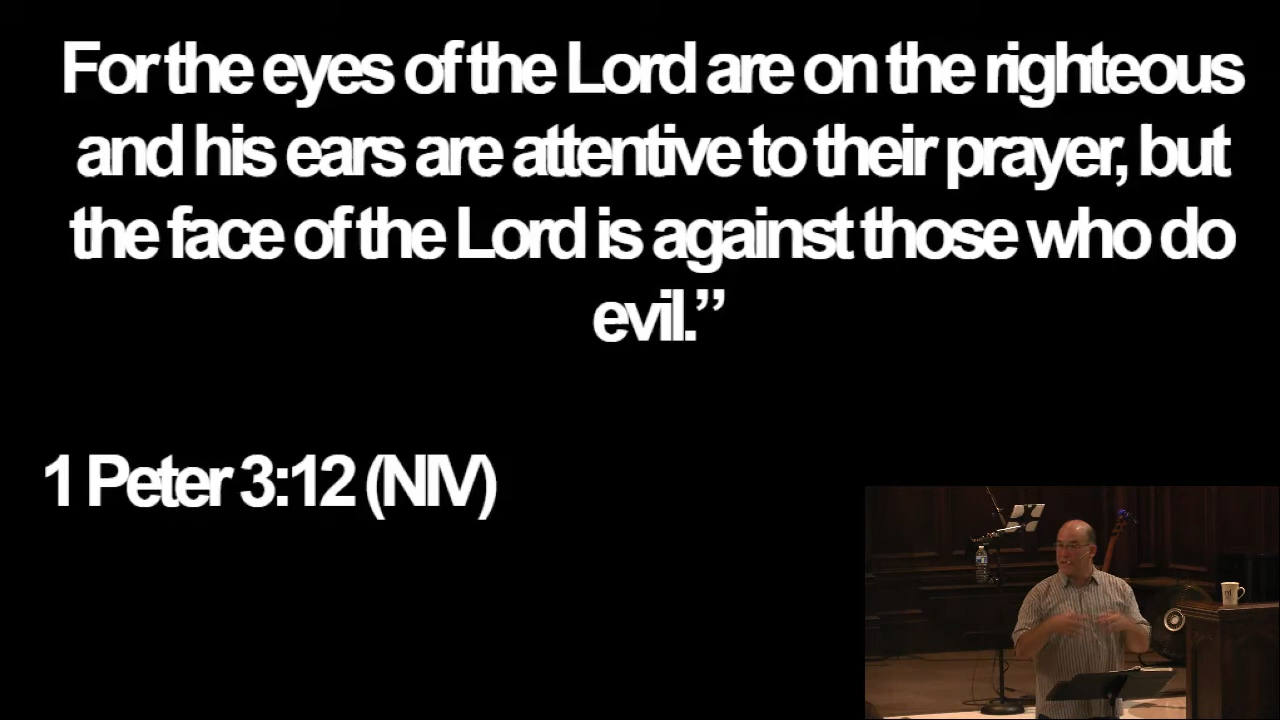 For the eyes of the Lord are on the righteous
and his ears are attentive to their prayer, but
the face of the Lord is against those who do
evil.”
1 Peter 3:12 (NIV)